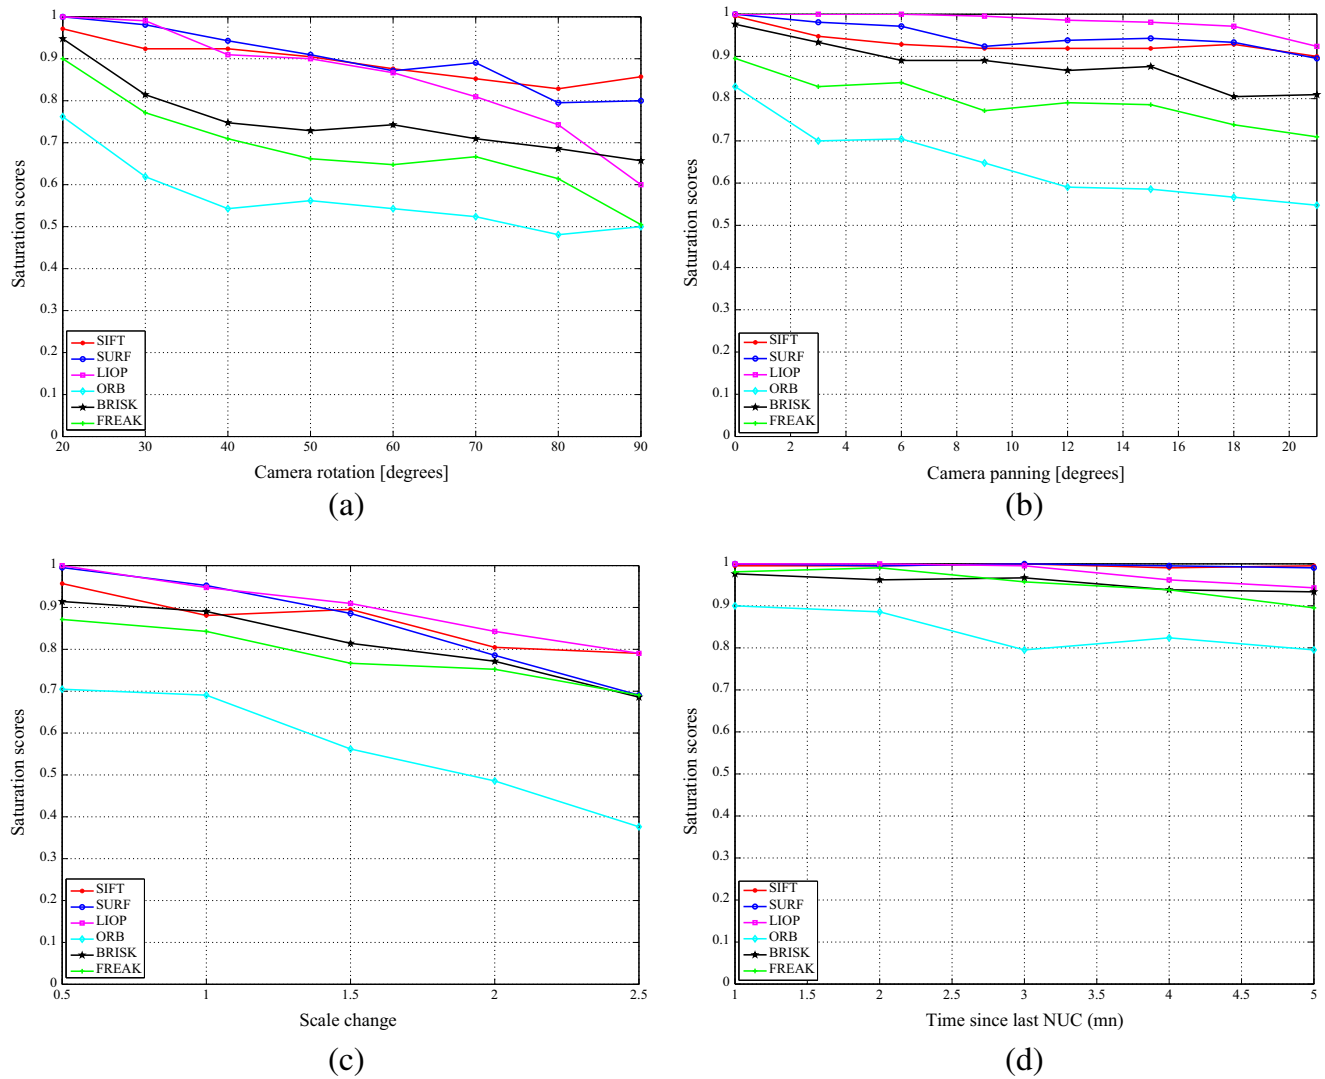 1
0.9
0.8
0.7
0.6
0.5
0.4
0.3
0.2
0.1
0
Saturation scores
SIFT
SURF
LIOP
ORB
BRISK
FREAK
20 30 40 50 60 70 80 90
Camera rotation [degrees]
(a)
1
0.9
0.8
0.7
0.6
0.5
0.4
0.3
0.2
0.1
0
Saturation scores
SIFT
SURF
LIOP
ORB
BRISK
FREAK
0 2 4 6 8 10 12 14 16 18 20
Camera panning [degrees]
(b)
1
0.9
0.8
0.7
0.6
0.5
0.4
0.3
0.2
0.1
0
Saturation scores
SIFT
SURF
LIOP
ORB
BRISK
FREAK
0.5 1 1.5 2 2.5
Scale change
(c)
1
0.9
0.8
0.7
0.6
0.5
0.4
0.3
0.2
0.1
0
Saturation scores
SIFT
SURF
LIOP
ORB
BRISK
FREAK
1 1.5 2 2.5 3 3.5 4 4.5 5
Time since last NUC (mn)
(d)